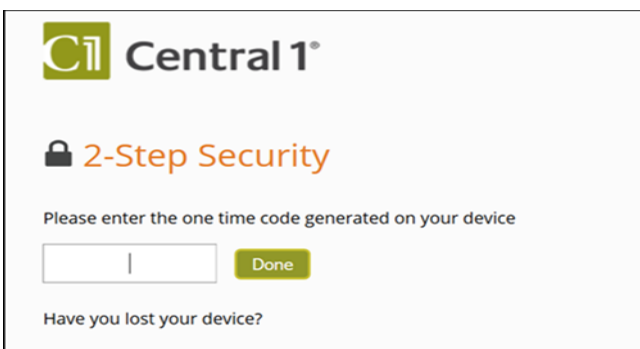 C1 Central 1®
2-Step Security
Please enter the one time code generated on your device
Done
Have you lost your device?